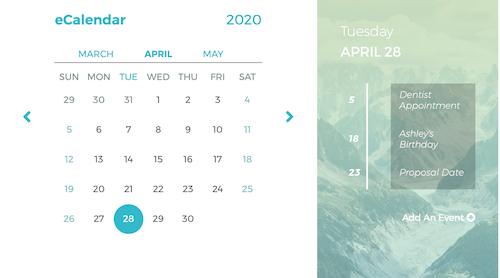 eCalendar 2020
MARCH APRIL MAY
SUN MON TUE WED THU FRI SAT
29 30 31 1 2 3 4
5 6 7 8 9 10 11
12 13 14 15 16 17 18
19 20 21 22 23 24 25
26 27 28 29 30
Tuesday
APRIL 28
5 Dentist
Appointment
18 Ashley's
Birthday
23 Proposal Date
Add An Event